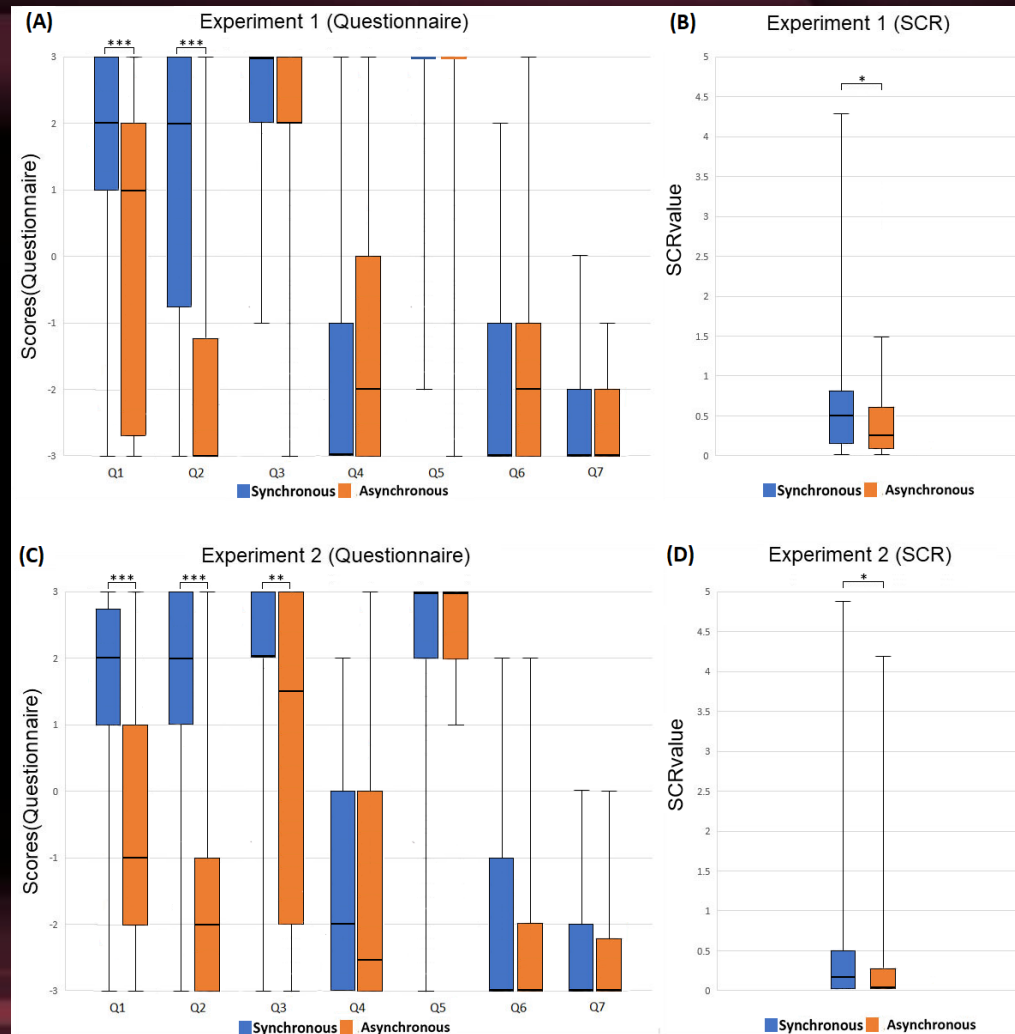 (A) Experiment 1 (Questionnaire)
*** ***
Scores(Questionnaire)
3
2
1
0
-1
-2
-3
Q1 Q2 Q3 Q4 Q5 Q6 Q7
Synchronous Asynchronous
(B) Experiment 1 (SCR)
*
SCRvalue
5
4.5
4
3.5
3
2.5
2
1.5
1
0.5
0
Synchronous Asynchronous
(C) Experiment 2 (Questionnaire)
*** *** **
Scores(Questionnaire)
3
2
1
0
-1
-2
-3
Q1 Q2 Q3 Q4 Q5 Q6 Q7
Synchronous Asynchronous
(D) Experiment 2 (SCR)
*
SCRvalue
5
4.5
4
3.5
3
2.5
2
1.5
1
0.5
0
Synchronous Asynchronous